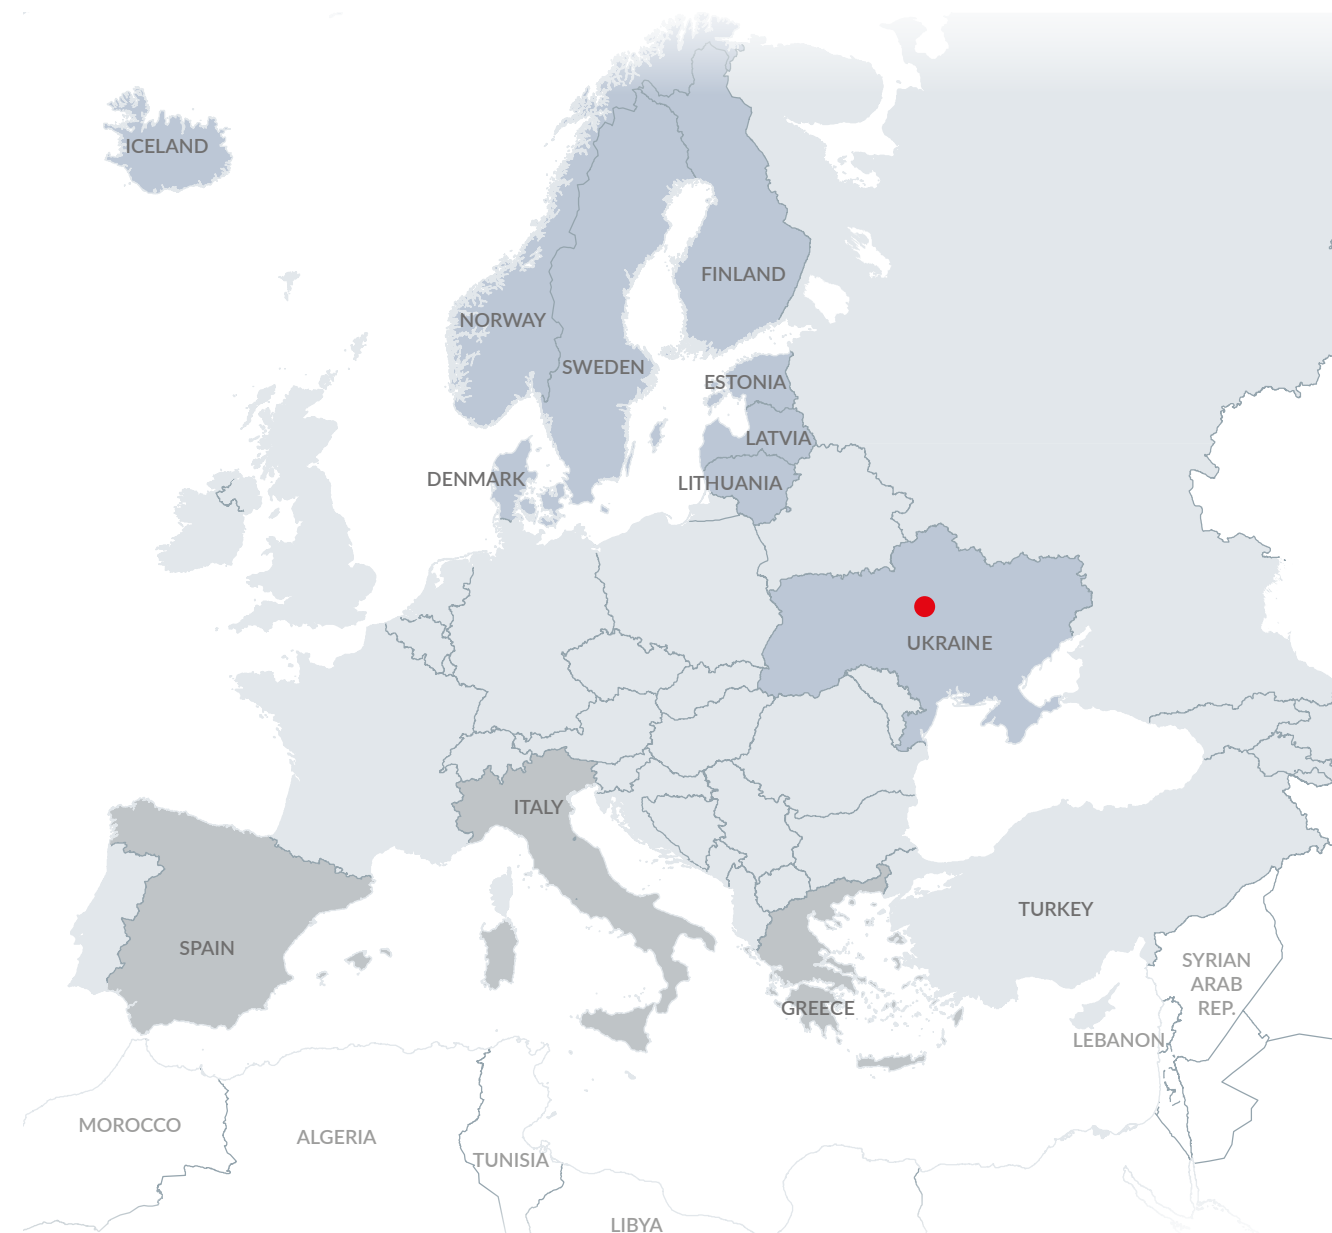 ICELAND
FINLAND
NORWAY
SWEDEN
ESTONIA
LATVIA
DENMARK
LITHUANIA
UKRAINE
ITALY
TURKEY
SPAIN
SYRIAN
ARAB
REP.
GREECE
LEBANON
MOROCCO
ALGERIA
TUNISIA
LIBYA